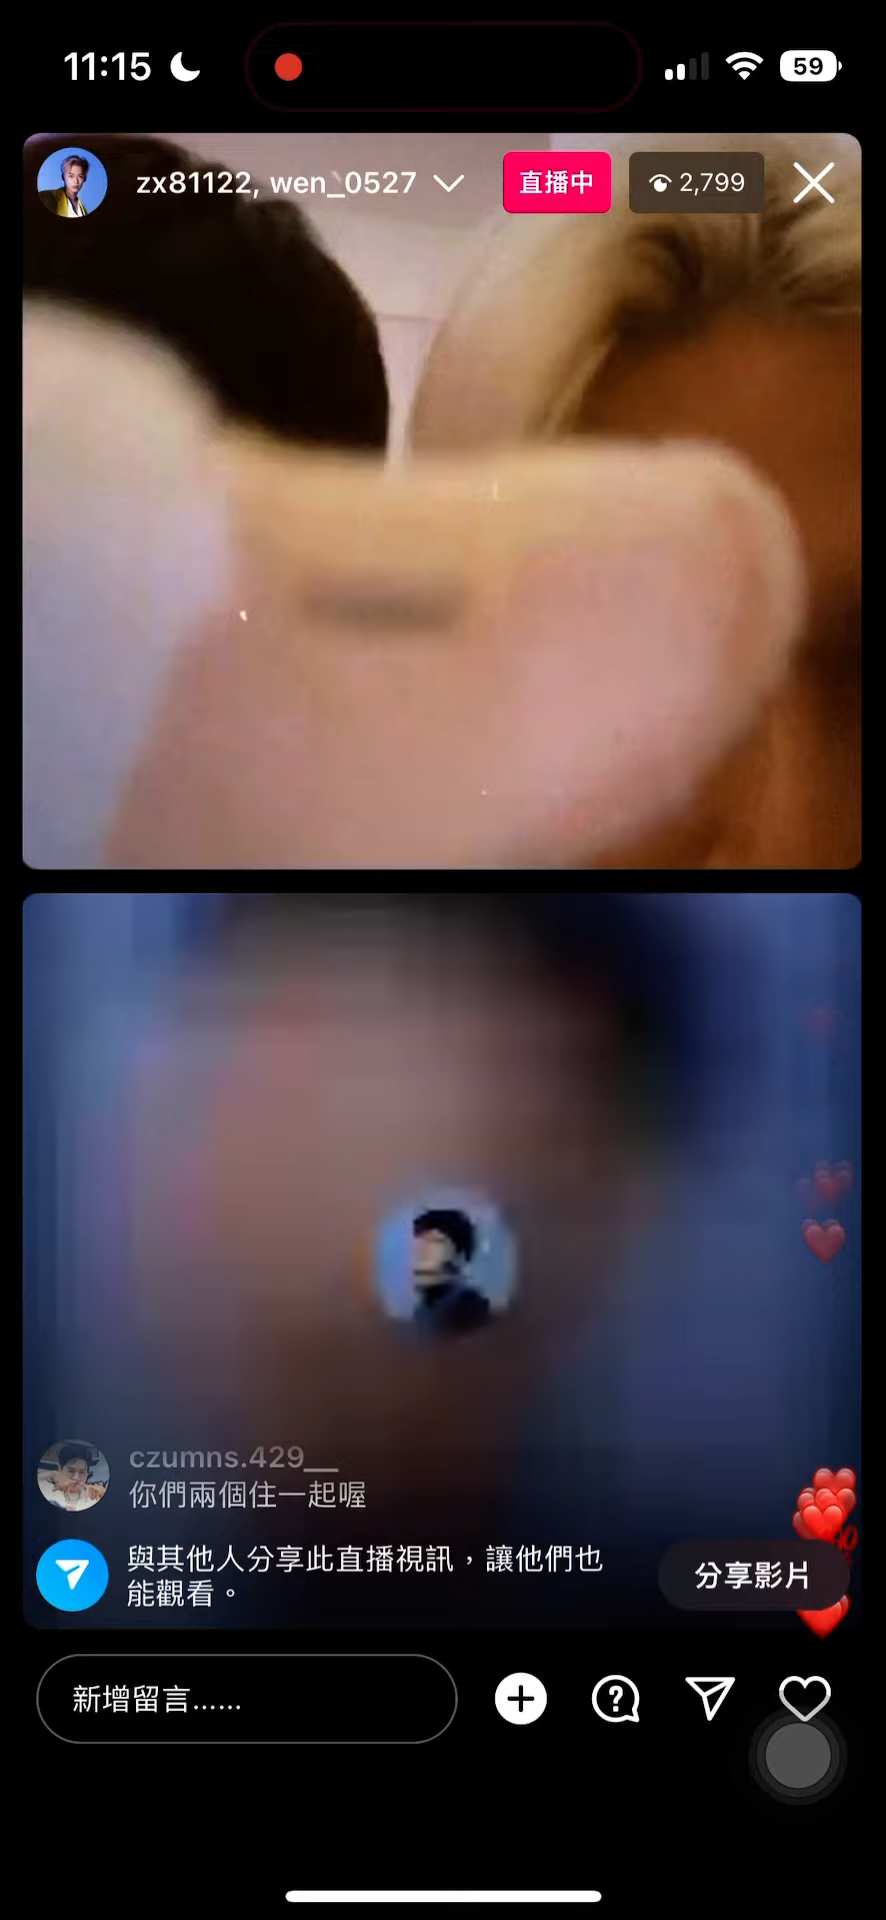 11:15
59
zx81122, wen_0527
直播中
2,799
czumns.429__
你們兩個住一起喔
與其他人分享此直播視訊，讓他們也
能觀看。
分享影片
新增留言......